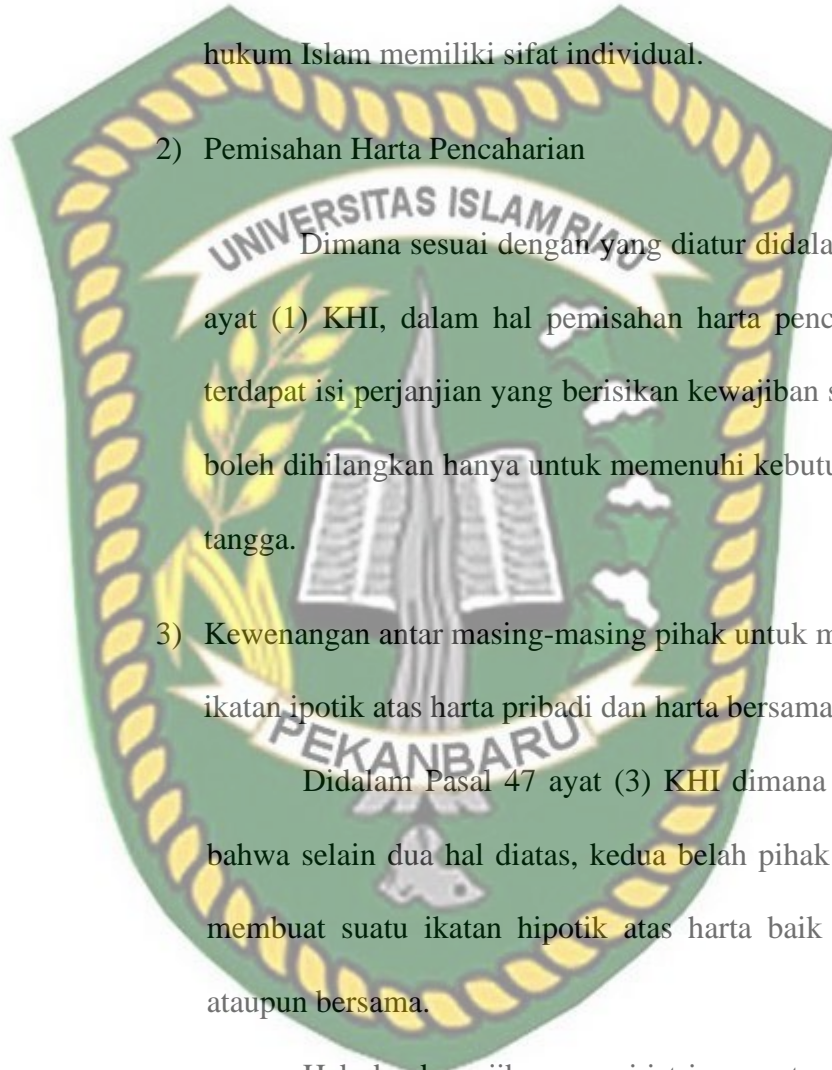 hukum Islam memiliki sifat individual.
2) Pemisahan Harta Pencaharian
UNIVERSITAS ISLAM RIAU
Dimana sesuai dengan yang diatur didala
ayat (1) KHI, dalam hal pemisahan harta penc
terdapat isi perjanjian yang berisikan kewajiban s
boleh dihilangkan hanya untuk memenuhi kebutu
tangga.
3) Kewenangan antar masing-masing pihak untuk m
ikatan ipotik atas harta pribadi dan harta bersama
PEKANBARU
Didalam Pasal 47 ayat (3) KHI dimana
bahwa selain dua hal diatas, kedua belah pihak
membuat suatu ikatan hipotik atas harta baik
ataupun bersama.